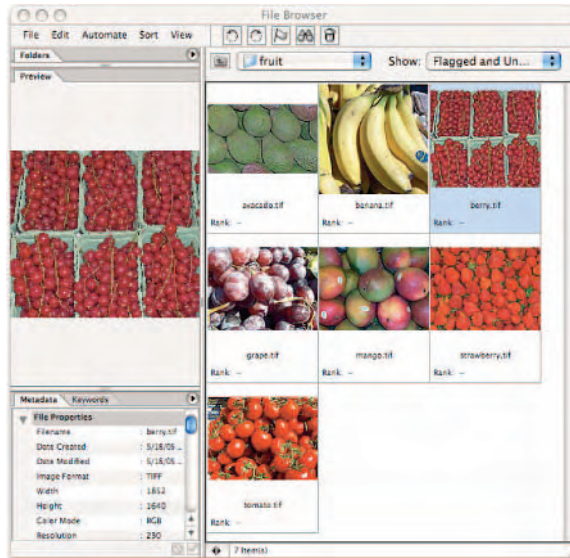 File Browser
File Edit Automate Sort View
Folders
fruit
Show: Flagged and Un...
Preview
avacado.tif
Rank: –
banana.tif
Rank: –
berry.tif
Rank: –
grape.tif
Rank: –
mango.tif
Rank: –
strawberry.tif
Rank: –
Metadata Keywords
File Properties
Filename : berry.tif
Date Created : 5/16/05 ...
Date Modified : 5/16/05 ...
Image Format : TIFF
Width : 1852
Height : 1640
Color Mode : RGB
Resolution : 230
tomato.tif
Rank: –
7 Item(s)